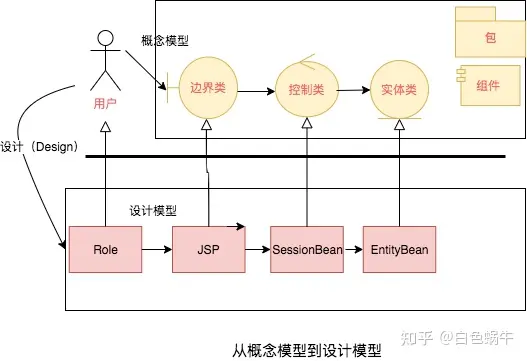 概念模型
包
用户
边界类
控制类
实体类
组件
设计（Design）
设计模型
Role
JSP
SessionBean
EntityBean
从概念模型到设计模型
知乎 @白色蜗牛